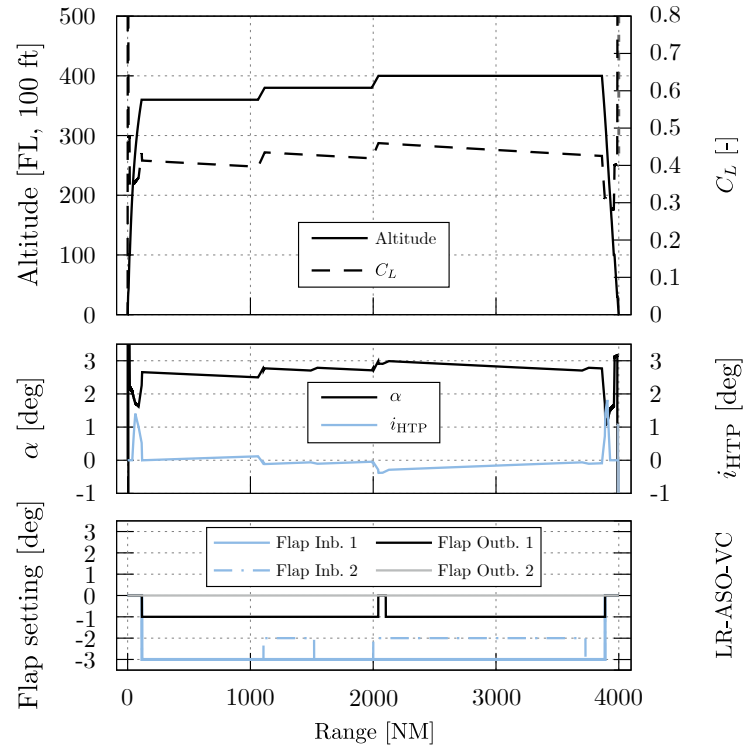 Altitude [FL, 100 ft]
500
400
300
200
100
0
Altitude
C_L
0.8
0.7
0.6
0.5
0.4
0.3
0.2
0.1
0
C_L [-]
α [deg]
3
2
1
0
-1
α
i_HTP
3
2
1
0
-1
i_HTP [deg]
Flap setting [deg]
3
2
1
0
-1
-2
-3
Flap Inb. 1
Flap Outb. 1
Flap Inb. 2
Flap Outb. 2
LR-ASO-VC
0
1000
2000
3000
4000
Range [NM]